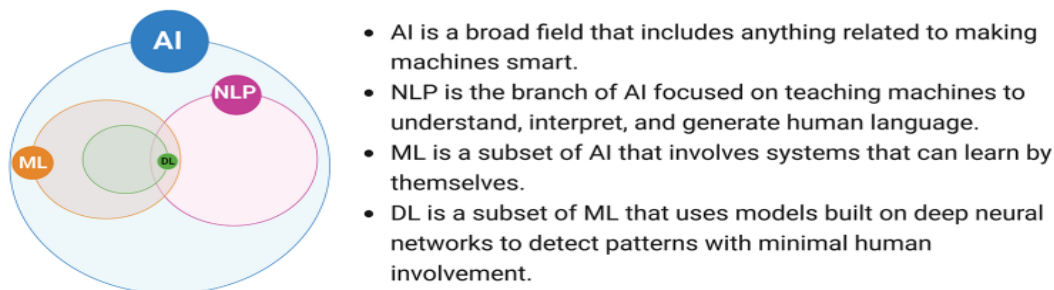 AI
NLP
ML
DL
• AI is a broad field that includes anything related to making
machines smart.
• NLP is the branch of AI focused on teaching machines to
understand, interpret, and generate human language.
• ML is a subset of AI that involves systems that can learn by
themselves.
• DL is a subset of ML that uses models built on deep neural
networks to detect patterns with minimal human
involvement.